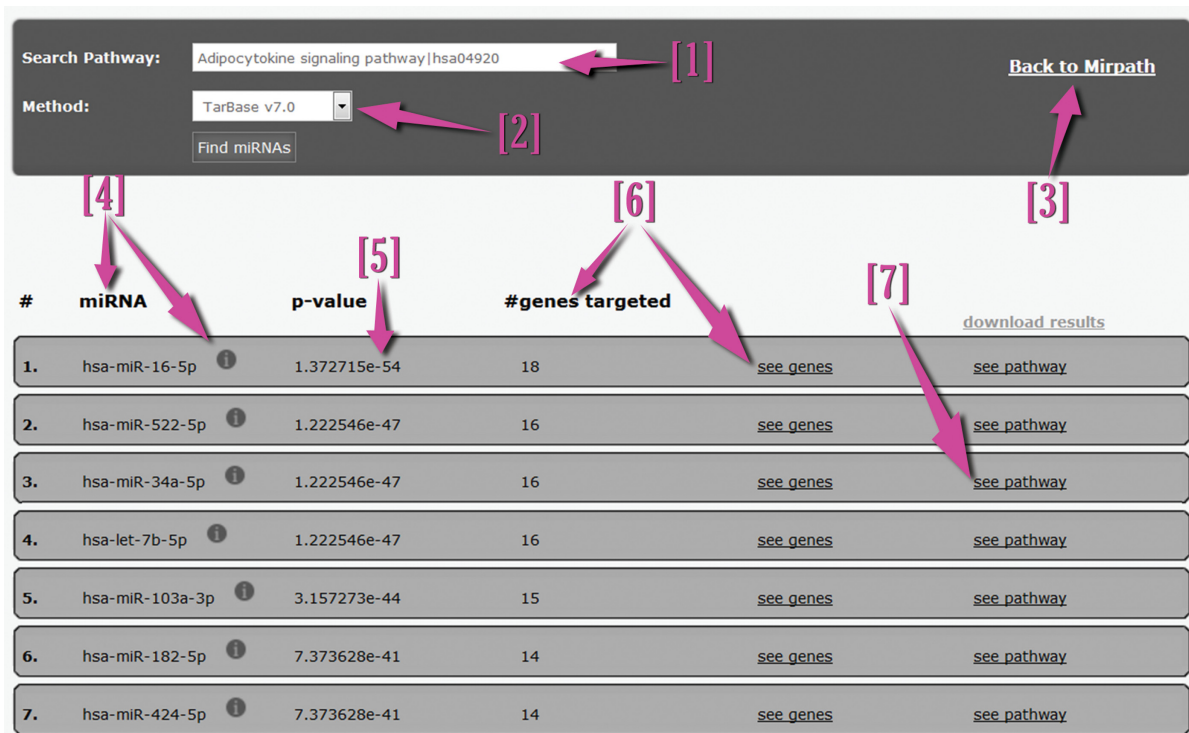 Search Pathway: Adipocytokine signaling pathway|hsa04920 [1] Back to Mirpath
Method: TarBase v7.0 [2]
Find miRNAs
[4] [6] [3]
[5] [7]
# miRNA p-value #genes targeted
download results
1. hsa-miR-16-5p i 1.372715e-54 18 see genes see pathway
2. hsa-miR-522-5p i 1.222546e-47 16 see genes see pathway
3. hsa-miR-34a-5p i 1.222546e-47 16 see genes see pathway
4. hsa-let-7b-5p i 1.222546e-47 16 see genes see pathway
5. hsa-miR-103a-3p i 3.157273e-44 15 see genes see pathway
6. hsa-miR-182-5p i 7.373628e-41 14 see genes see pathway
7. hsa-miR-424-5p i 7.373628e-41 14 see genes see pathway